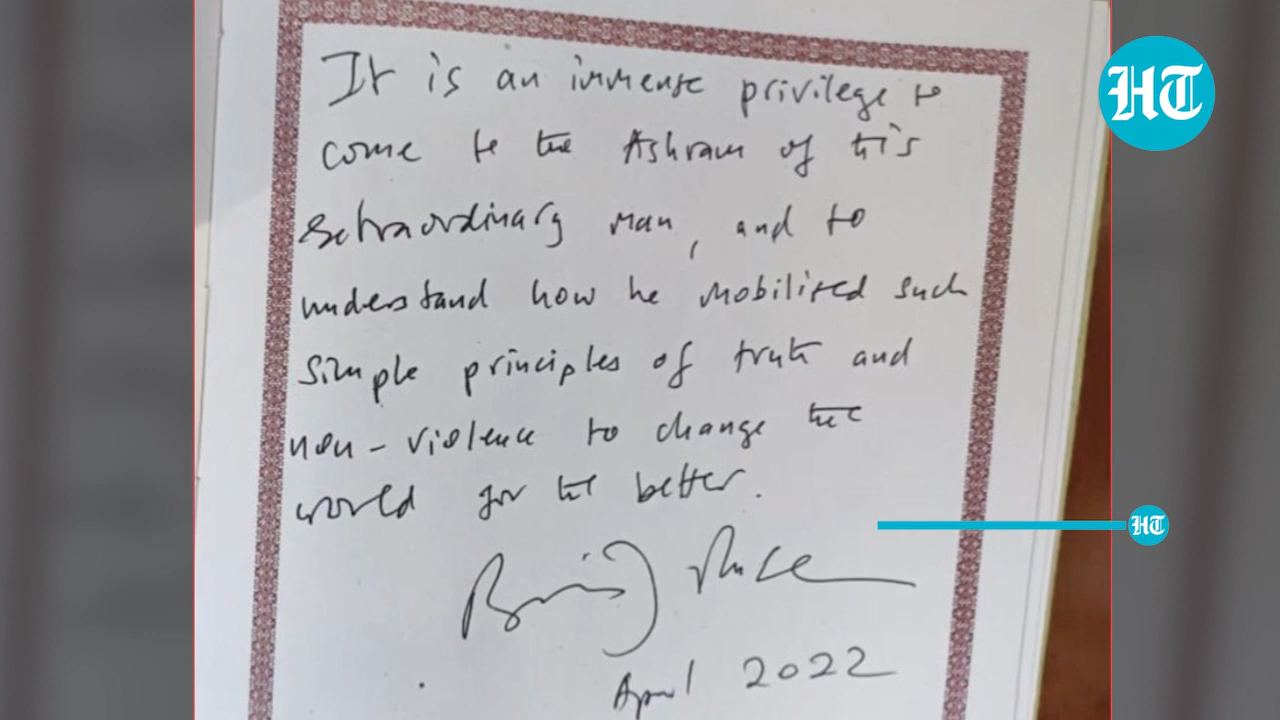 It is an immense privilege to
HT
come to the Ashram of this
extraordinary man, and to
understand how he mobilised such
simple principles of truth and
non-violence to change the
world for the better.
HT
April 2022